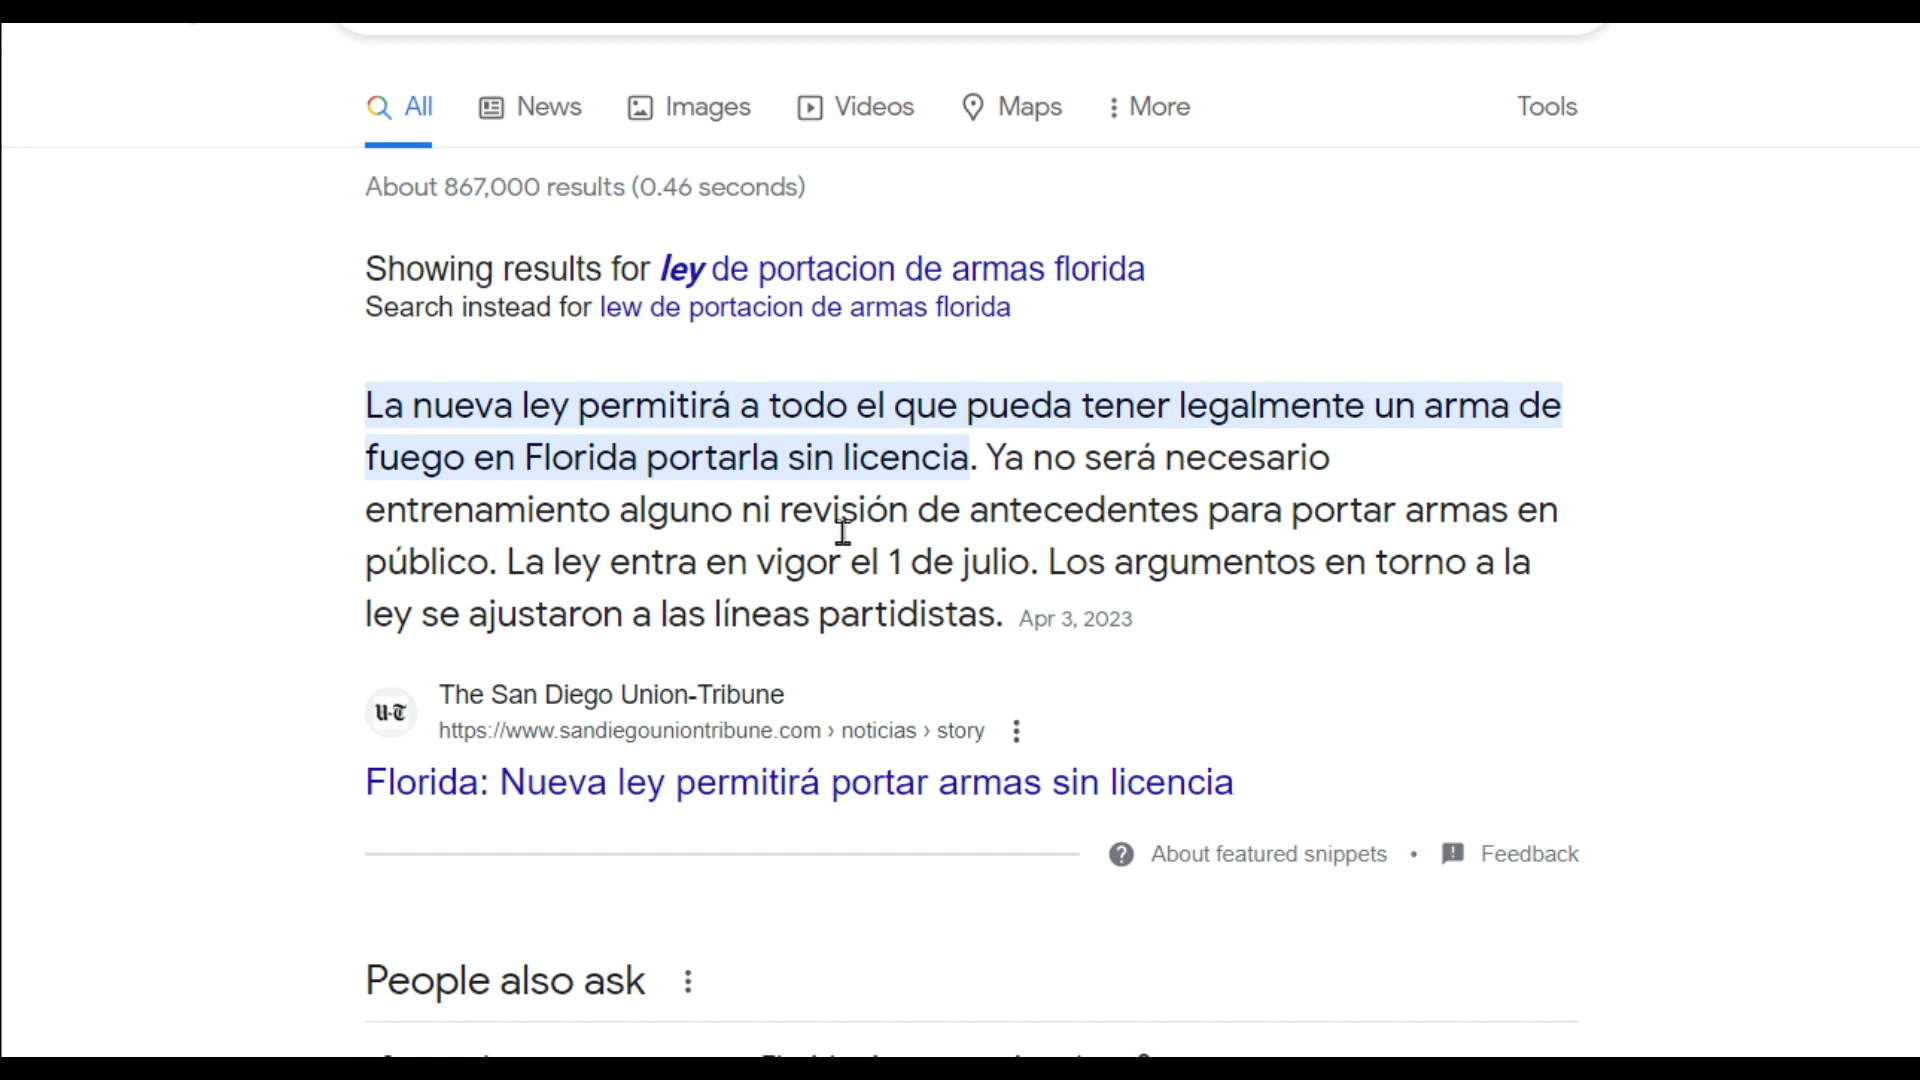 All News Images Videos Maps More Tools
About 867,000 results (0.46 seconds)
Showing results for ley de portacion de armas florida
Search instead for lew de portacion de armas florida
La nueva ley permitirá a todo el que pueda tener legalmente un arma de
fuego en Florida portarla sin licencia. Ya no será necesario
entrenamiento alguno ni revisión de antecedentes para portar armas en
público. La ley entra en vigor el 1 de julio. Los argumentos en torno a la
ley se ajustaron a las líneas partidistas. Apr 3, 2023
U-T
The San Diego Union-Tribune
https://www.sandiegouniontribune.com › noticias › story
Florida: Nueva ley permitirá portar armas sin licencia
About featured snippets • Feedback
People also ask